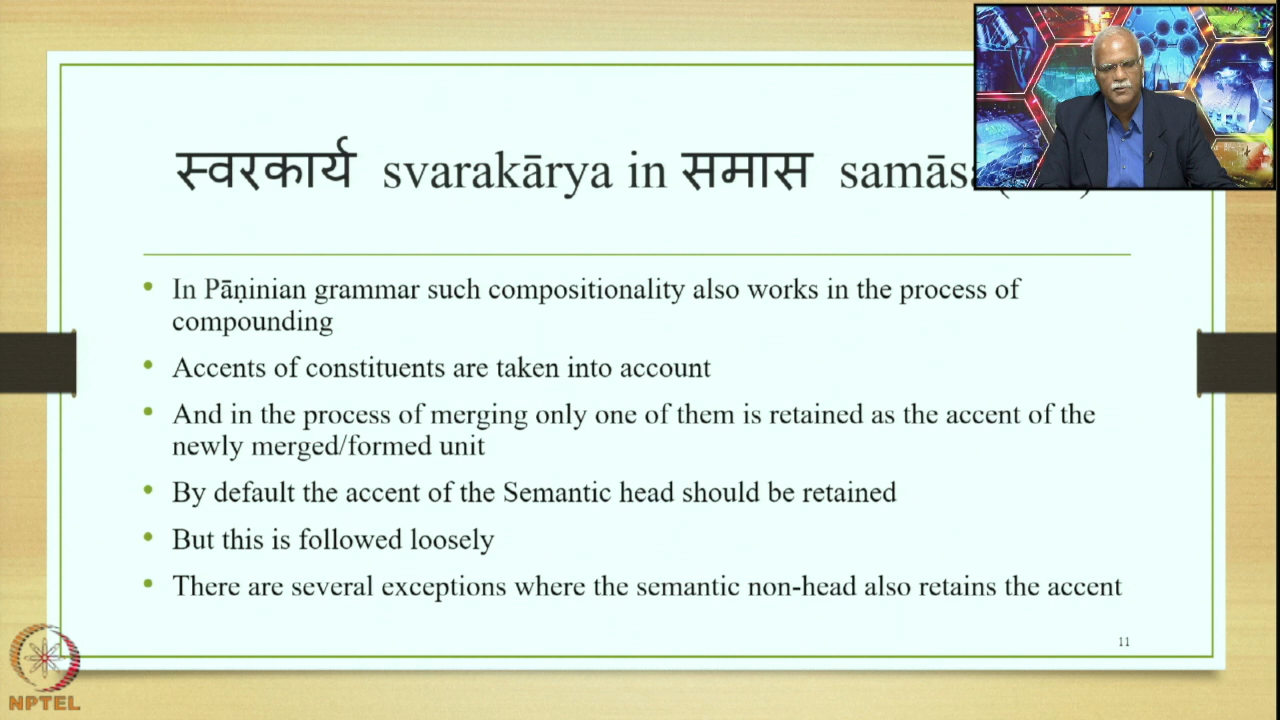 स्वरकार्य svarakārya in समास samāsa
• In Pāṇinian grammar such compositionality also works in the process of
compounding
• Accents of constituents are taken into account
• And in the process of merging only one of them is retained as the accent of the
newly merged/formed unit
• By default the accent of the Semantic head should be retained
• But this is followed loosely
• There are several exceptions where the semantic non-head also retains the accent
11
NPTEL